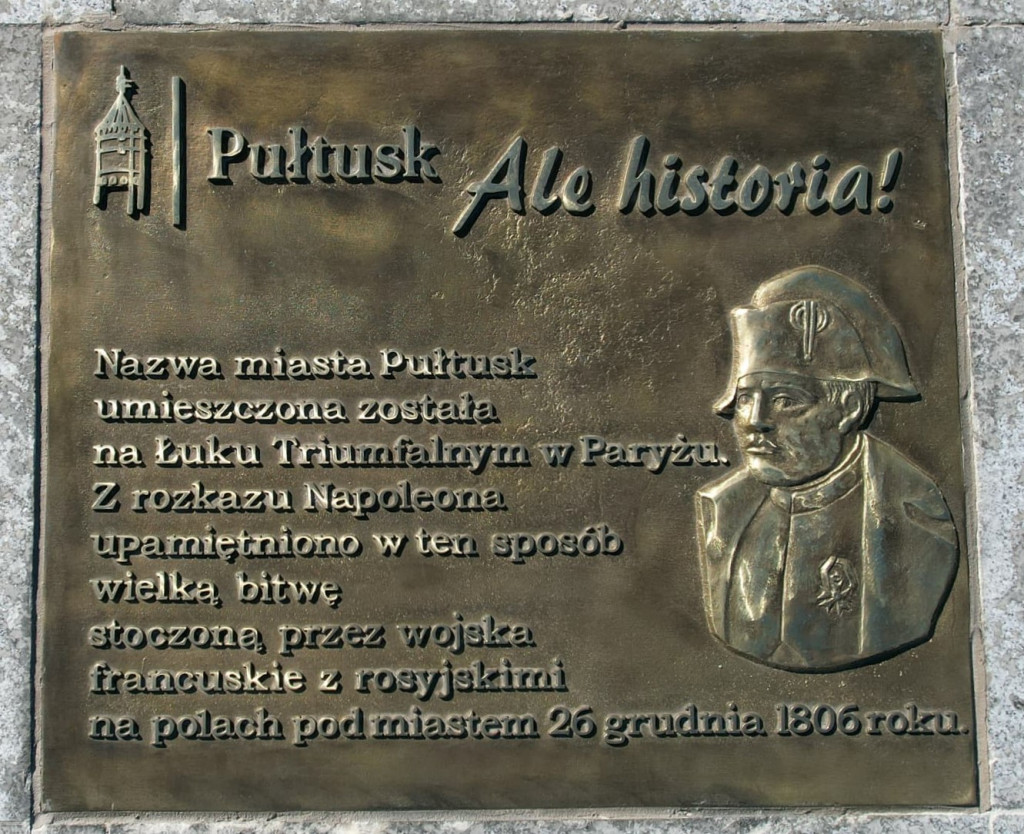 Pułtusk Ale historia!
Nazwa miasta Pułtusk
umieszczona została
na Łuku Triumfalnym w Paryżu.
Z rozkazu Napoleona
upamiętniono w ten sposób
wielką bitwę
stoczoną przez wojska
francuskie z rosyjskimi
na polach pod miastem 26 grudnia 1806 roku.